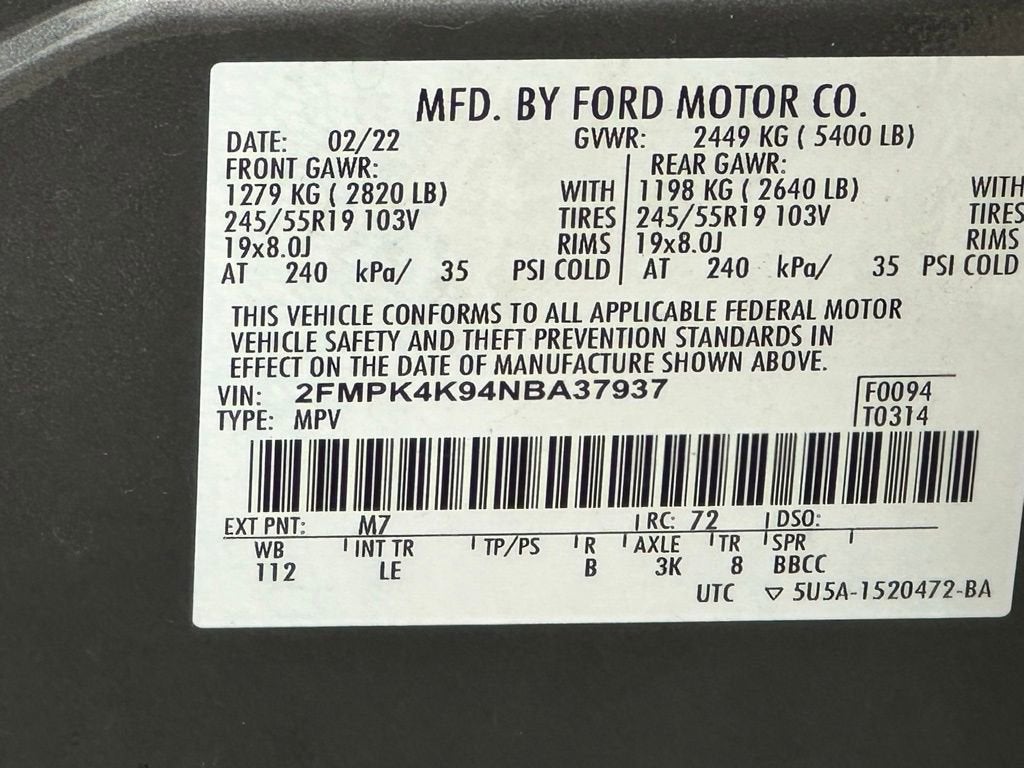 MFD. BY FORD MOTOR CO.
DATE: 02/22 GVWR: 2449 KG ( 5400 LB)
FRONT GAWR: REAR GAWR:
1279 KG ( 2820 LB) WITH 1198 KG ( 2640 LB) WITH
245/55R19 103V TIRES 245/55R19 103V TIRES
19x8.0J RIMS 19x8.0J RIMS
AT 240 kPa/ 35 PSI COLD AT 240 kPa/ 35 PSI COLD
THIS VEHICLE CONFORMS TO ALL APPLICABLE FEDERAL MOTOR
VEHICLE SAFETY AND THEFT PREVENTION STANDARDS IN
EFFECT ON THE DATE OF MANUFACTURE SHOWN ABOVE.
VIN: 2FMPK4K94NBA37937 F0094
TYPE: MPV T0314
EXT PNT: M7 RC: 72 DSO:
WB INT TR TP/PS R AXLE TR SPR
112 LE B 3K 8 BBCC
UTC ▽ 5U5A-1520472-BA